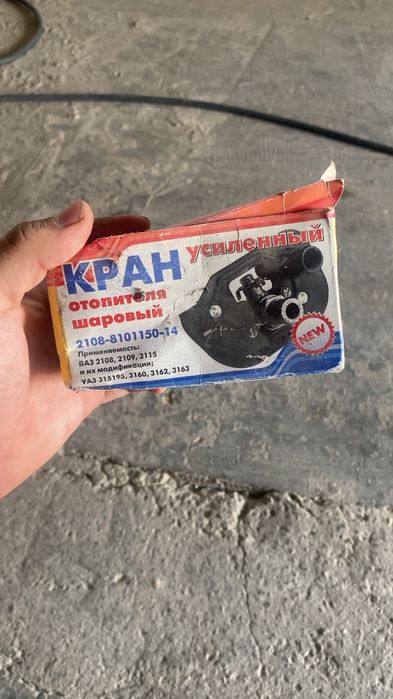 КРАН усиленный
отопителя
шаровый
2108-8101150-14
Применяемость:
ВАЗ 2108, 2109, 2115
и их модификации;
УАЗ 315195, 3160, 3162, 3163
NEW